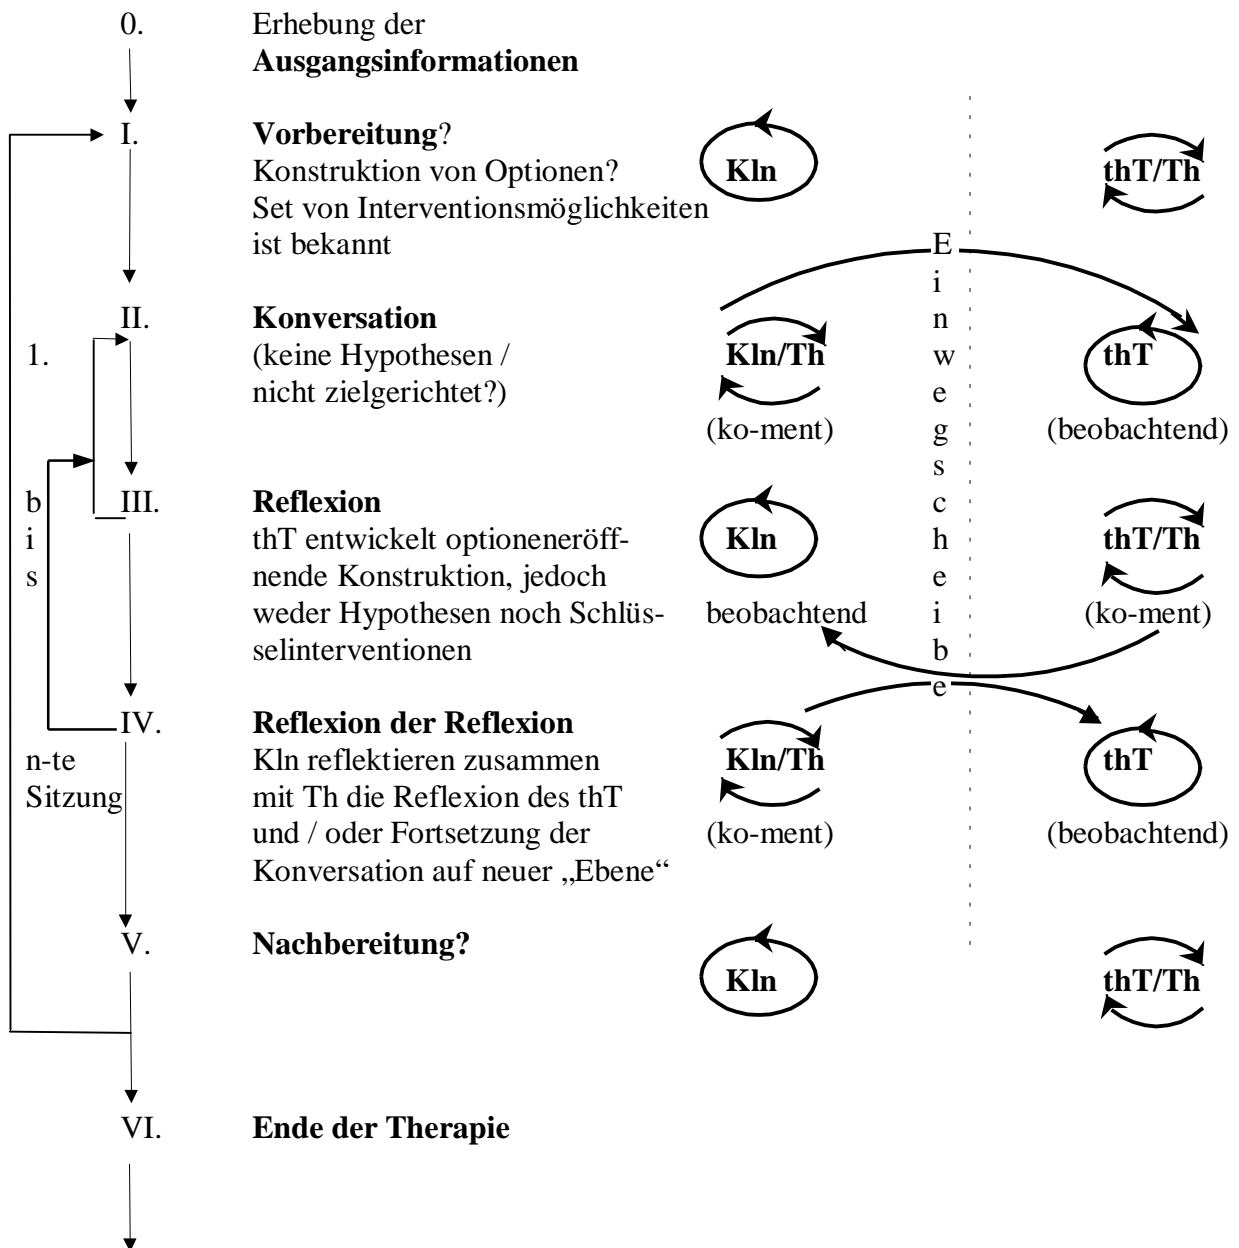 0. Erhebung der
Ausgangsinformationen
I. Vorbereitung? Kln thT/Th
Konstruktion von Optionen?
Set von Interventionsmöglichkeiten
ist bekannt
Einwegscheibe
II. Konversation
1. (keine Hypothesen / Kln/Th thT
nicht zielgerichtet?)
(ko-ment) (beobachtend)
bis
III. Reflexion
thT entwickelt optioneneröff- Kln thT/Th
nende Konstruktion, jedoch
weder Hypothesen noch Schlüs- beobachtend (ko-ment)
selinterventionen
IV. Reflexion der Reflexion
n-te Kln reflektieren zusammen Kln/Th thT
Sitzung mit Th die Reflexion des thT
und / oder Fortsetzung der (ko-ment) (beobachtend)
Konversation auf neuer „Ebene“
V. Nachbereitung?
Kln thT/Th
VI. Ende der Therapie